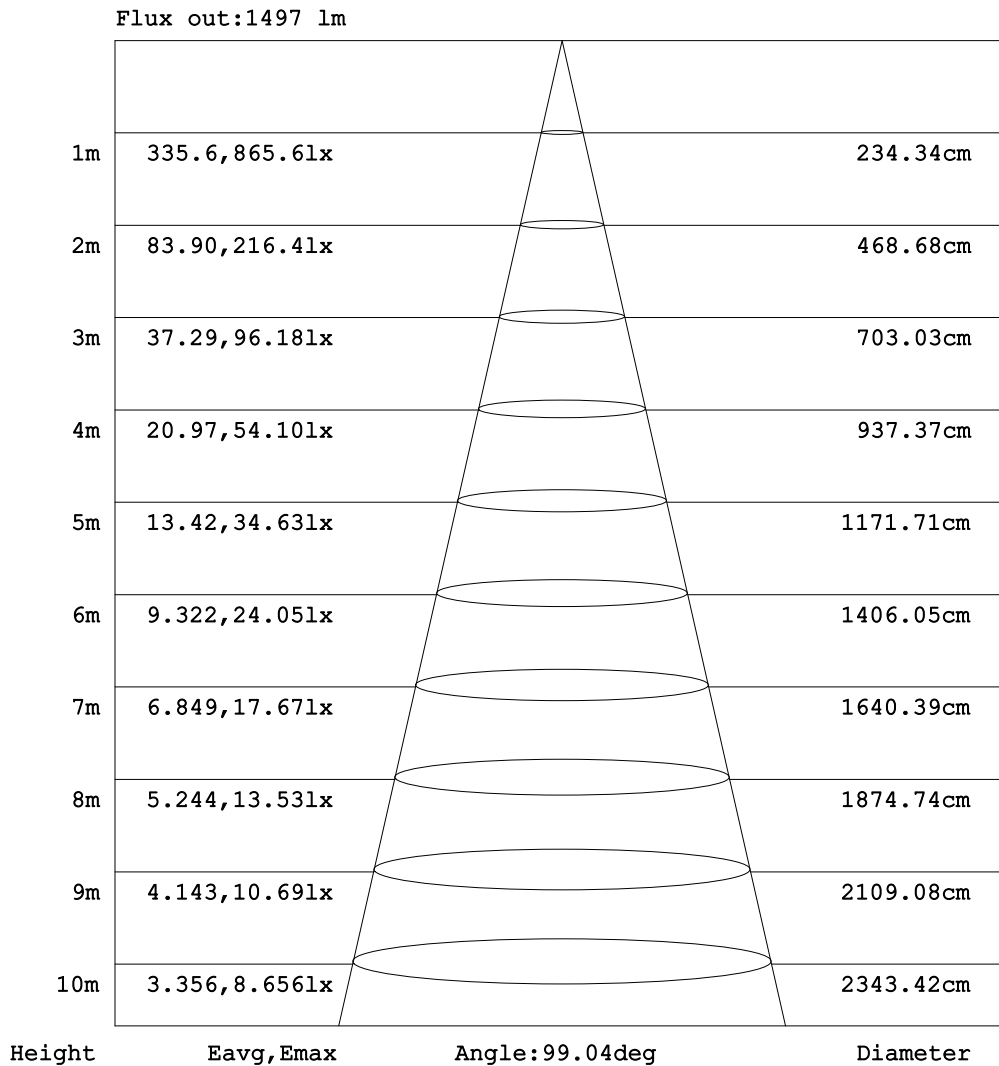 Flux out:1497 lm
1m 335.6,865.6lx 234.34cm
2m 83.90,216.4lx 468.68cm
3m 37.29,96.18lx 703.03cm
4m 20.97,54.10lx 937.37cm
5m 13.42,34.63lx 1171.71cm
6m 9.322,24.05lx 1406.05cm
7m 6.849,17.67lx 1640.39cm
8m 5.244,13.53lx 1874.74cm
9m 4.143,10.69lx 2109.08cm
10m 3.356,8.656lx 2343.42cm
Height Eavg,Emax Angle:99.04deg Diameter